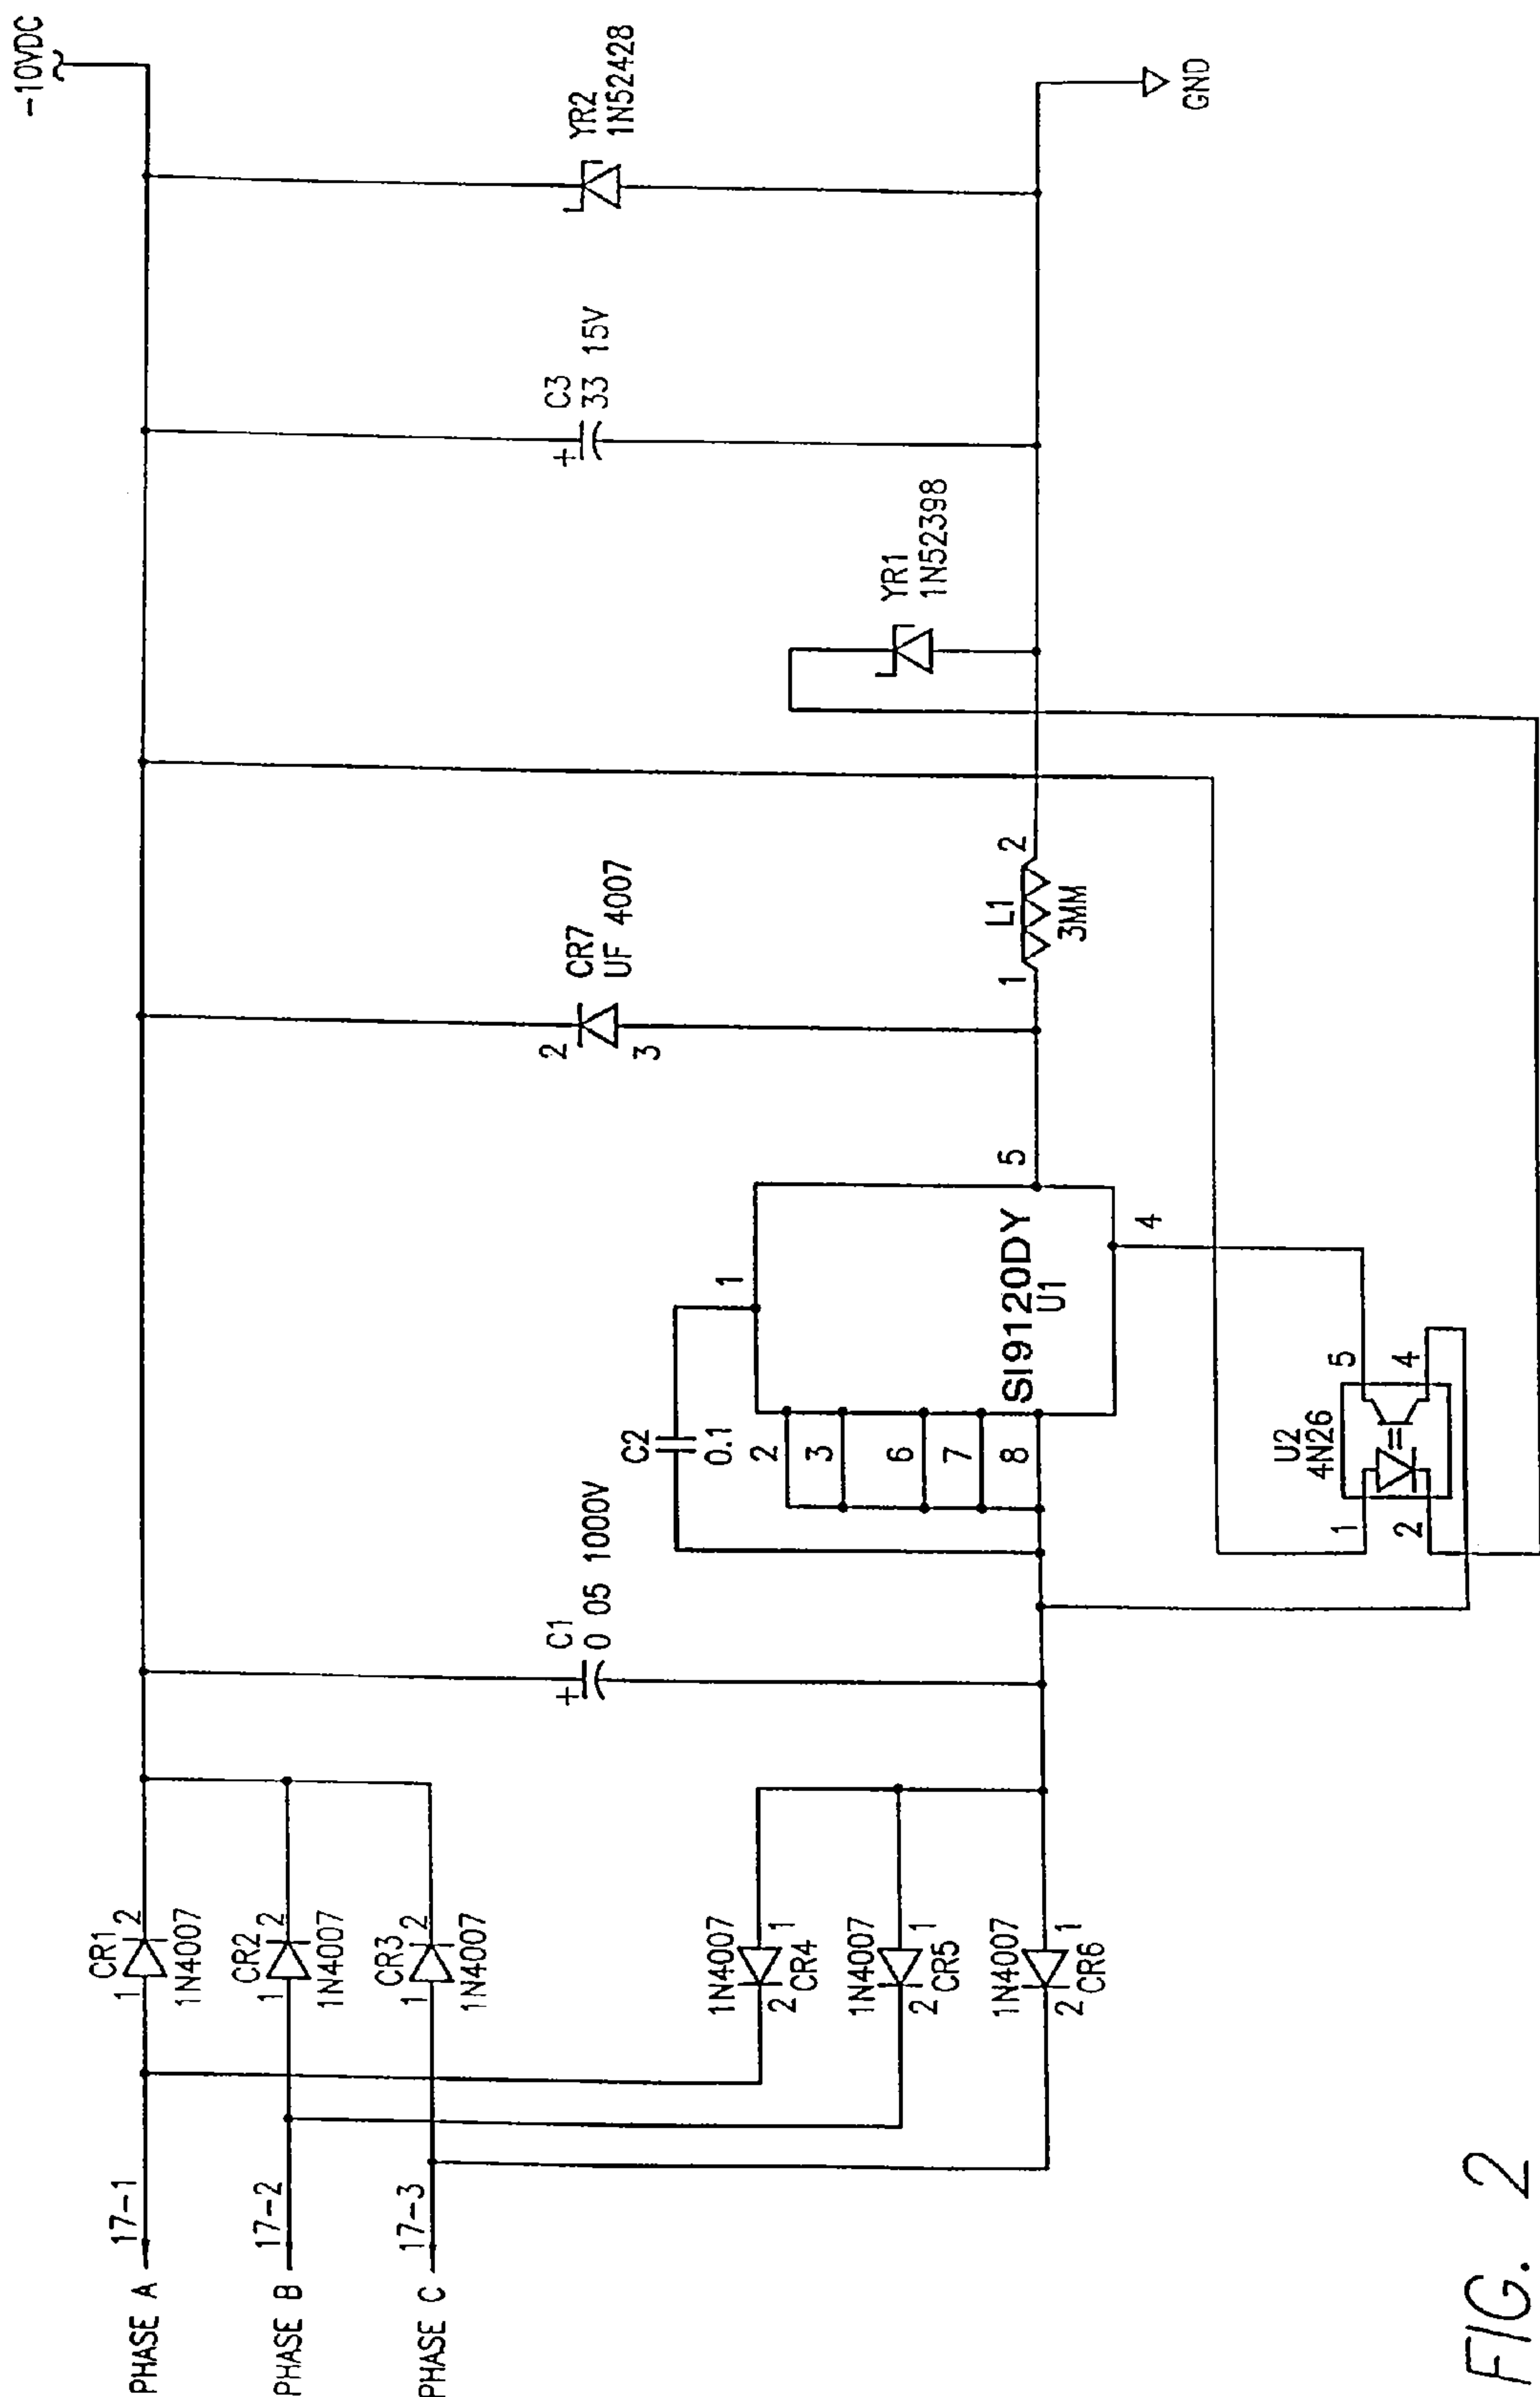 PHASE A
17-1
PHASE B
17-2
PHASE C
17-3
CR1
1
2
1N4007
CR2
1
2
1N4007
CR3
1
2
1N4007
1N4007
2
1
CR4
1N4007
2
1
CR5
1N4007
2
1
CR6
+
C1
0 05 1000V
C2
0.1
1
2
3
6
7
8
SI9120DY
U1
5
4
U2
4N26
1
2
5
4
2
3
CR7
UF 4007
1
L1
2
3MM
YR1
1N52398
+
C3
33 15V
YR2
1N52428
-10VDC
GND
FIG. 2